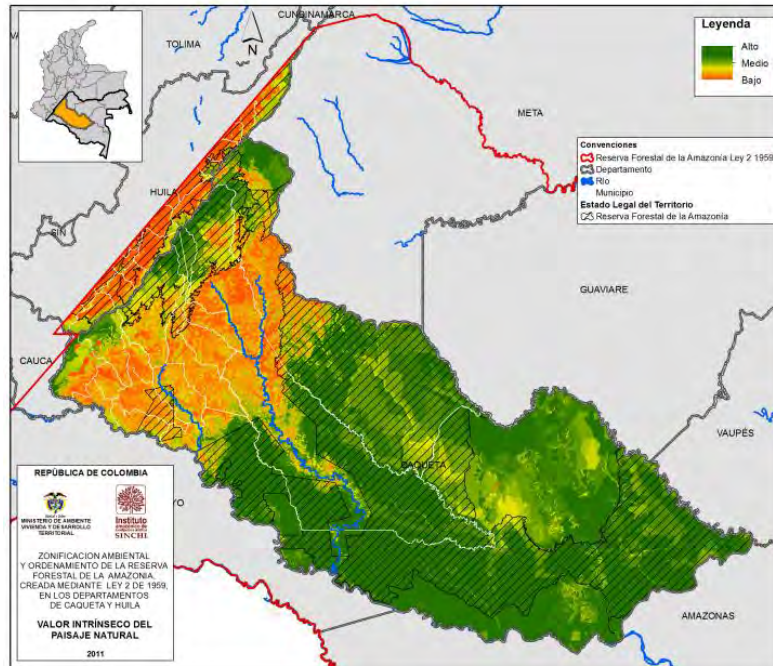 CUNDINAMARCA
TOLIMA
N
META
HUILA
GUAVIARE
CAUCA
VAUPÉS
CAQUETA
AMAZONAS
Leyenda
Alto
Medio
Bajo
Convenciones
Reserva Forestal de la Amazonía Ley 2 1959
Departamento
Río
Municipio
Estado Legal del Territorio
Reserva Forestal de la Amazonía
REPÚBLICA DE COLOMBIA
MINISTERIO DE AMBIENTE
VIVIENDA Y DESARROLLO
TERRITORIAL
Instituto
SINCHI
ZONIFICACION AMBIENTAL
Y ORDENAMIENTO DE LA RESERVA
FORESTAL DE LA AMAZONIA,
CREADA MEDIANTE LEY 2 DE 1959,
EN LOS DEPARTAMENTOS
DE CAQUETA Y HUILA
VALOR INTRÍNSECO DEL
PAISAJE NATURAL
2011
YO